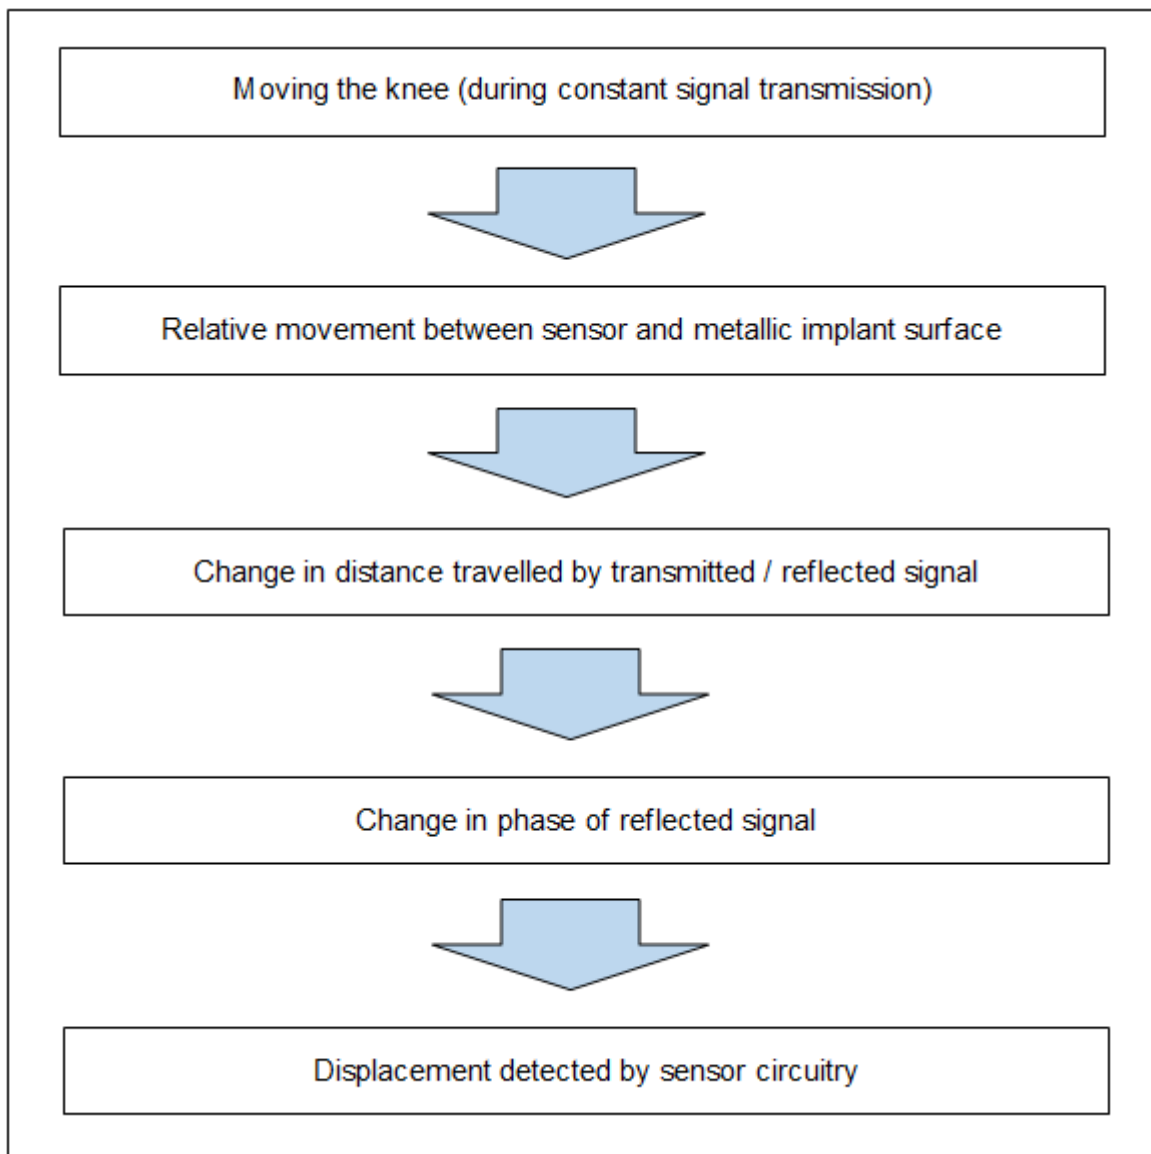 Moving the knee (during constant signal transmission)
Relative movement between sensor and metallic implant surface
Change in distance travelled by transmitted / reflected signal
Change in phase of reflected signal
Displacement detected by sensor circuitry